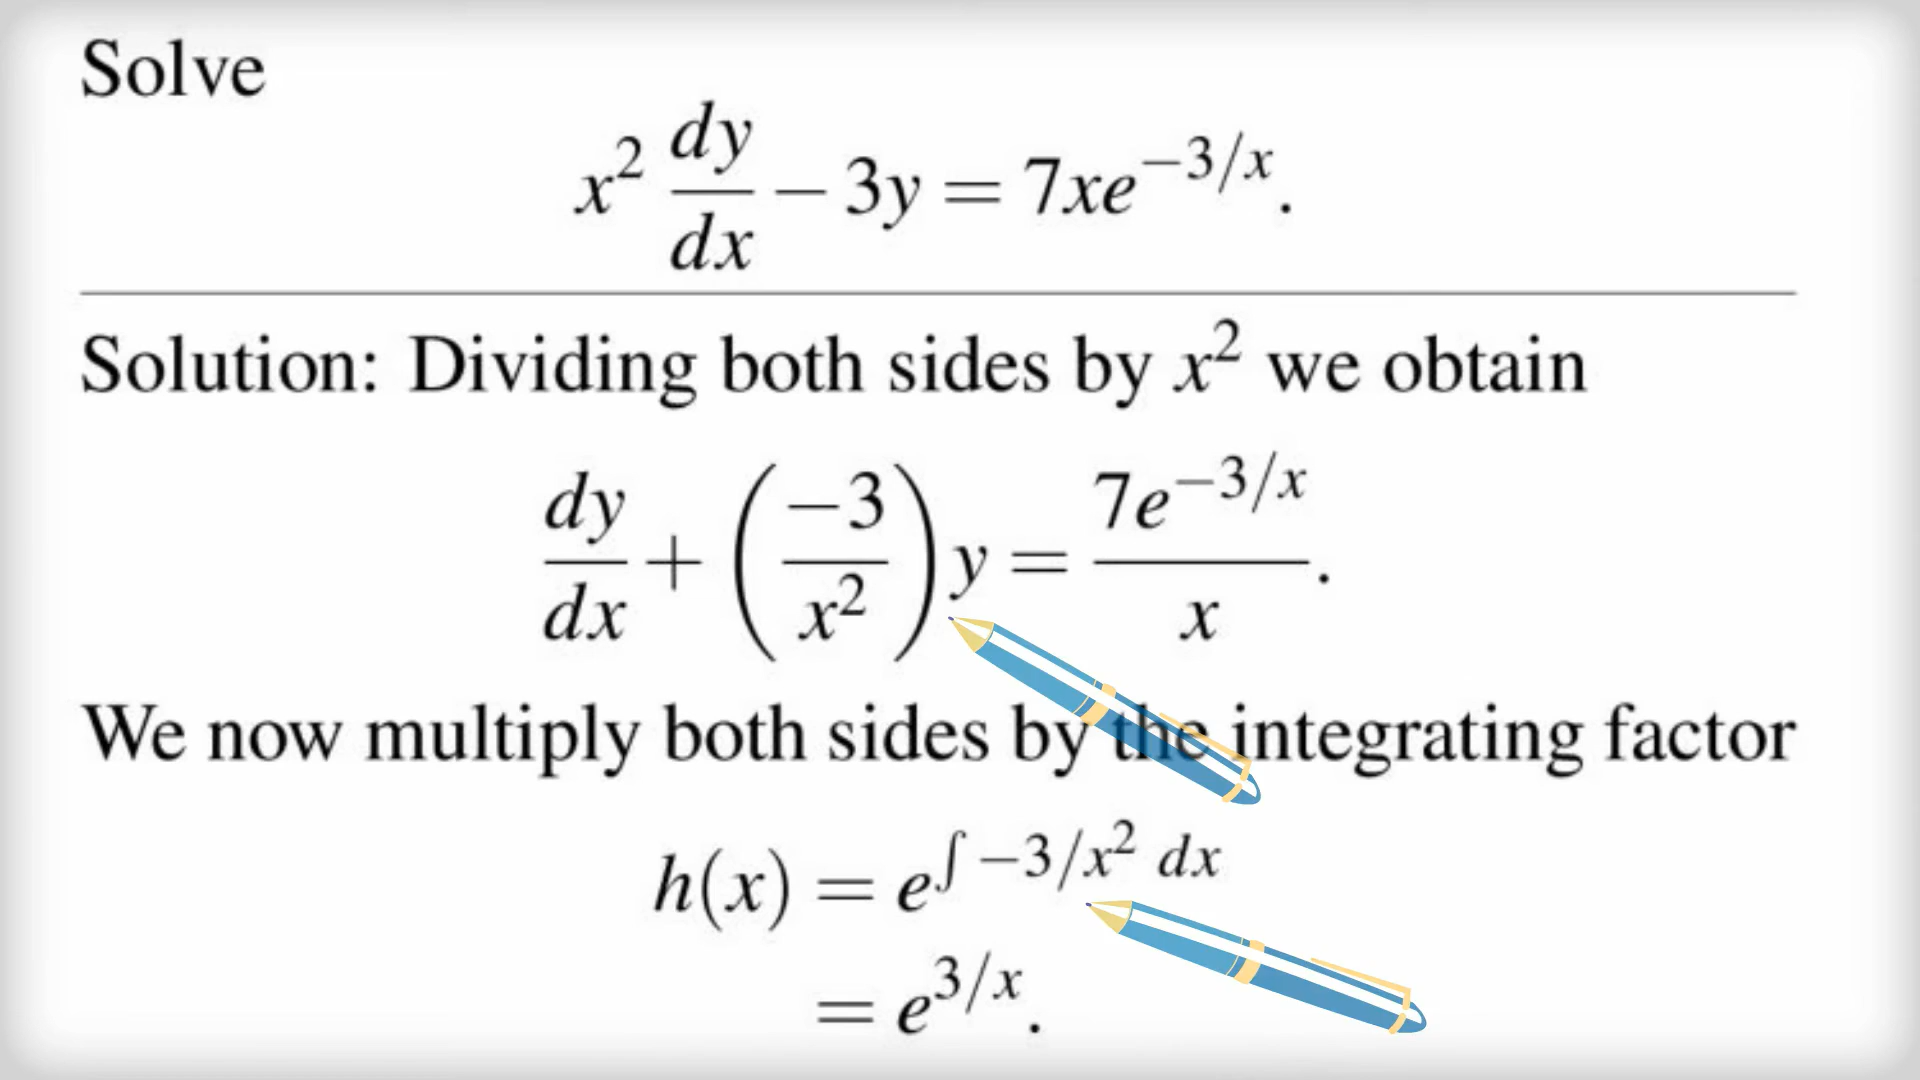 Solve
x² dy/dx − 3y = 7xe^{−3/x}.
Solution: Dividing both sides by x² we obtain
dy/dx + (−3/x²) y = 7e^{−3/x}/x.
We now multiply both sides by the integrating factor
h(x) = e^{∫ −3/x² dx}
= e^{3/x}.